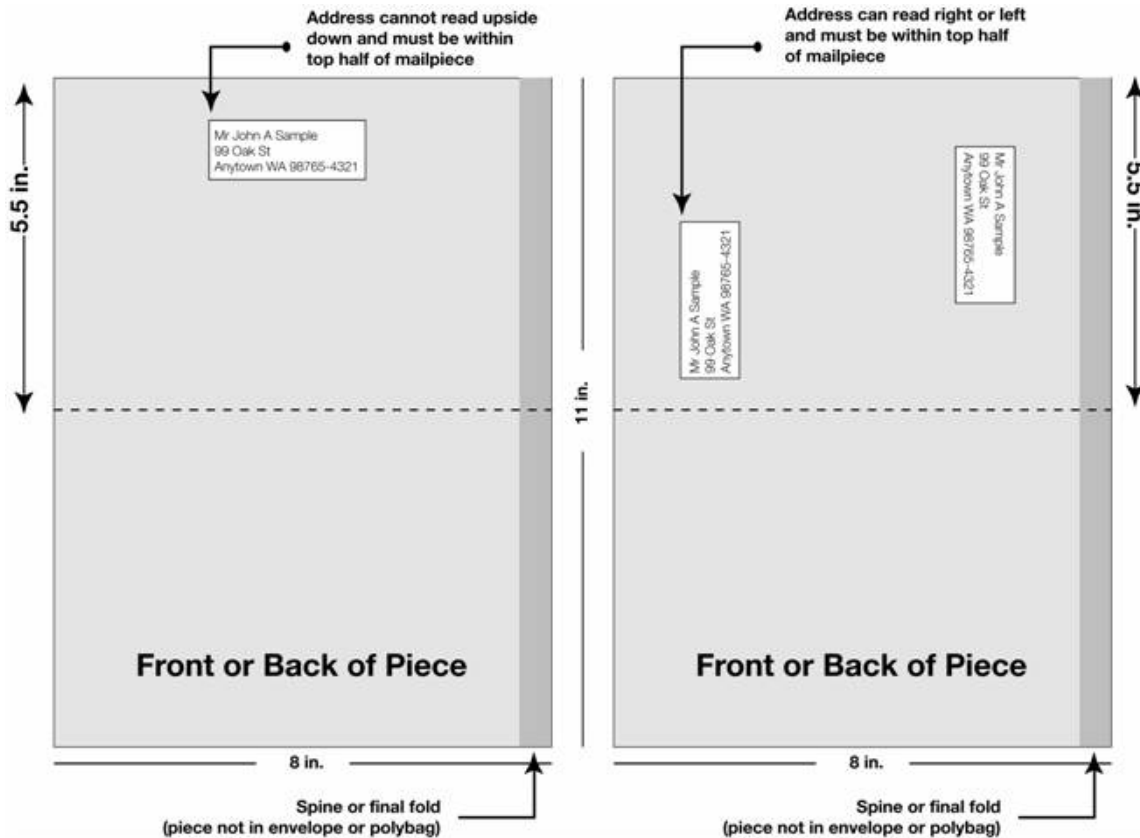 Address cannot read upside
down and must be within
top half of mailpiece
Mr John A Sample
99 Oak St
Anytown WA 98765-4321
5.5 in.
Front or Back of Piece
8 in.
Spine or final fold
(piece not in envelope or polybag)
11 in.
Address can read right or left
and must be within top half
of mailpiece
Mr John A Sample
99 Oak St
Anytown WA 98765-4321
Mr John A Sample
99 Oak St
Anytown WA 98765-4321
5.5 in.
Front or Back of Piece
8 in.
Spine or final fold
(piece not in envelope or polybag)